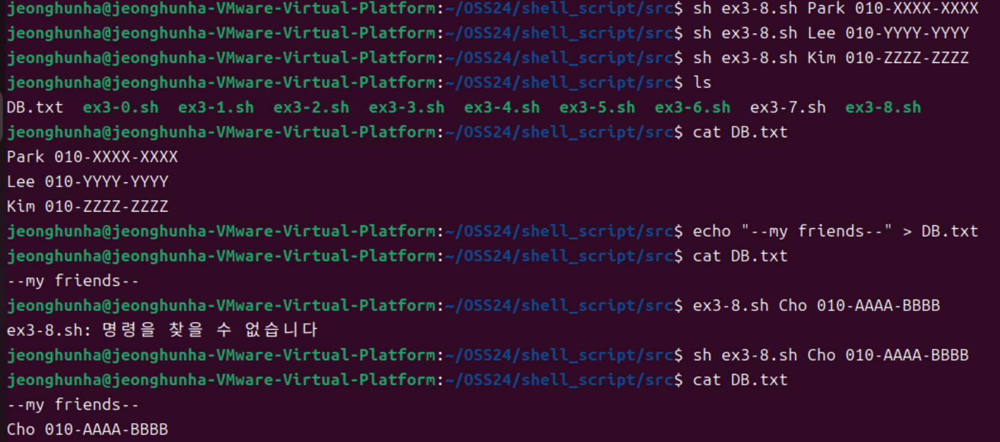 jeonghunha@jeonghunha-VMware-Virtual-Platform:~/OSS24/shell_script/src$ sh ex3-8.sh Park 010-XXXX-XXXX
jeonghunha@jeonghunha-VMware-Virtual-Platform:~/OSS24/shell_script/src$ sh ex3-8.sh Lee 010-YYYY-YYYY
jeonghunha@jeonghunha-VMware-Virtual-Platform:~/OSS24/shell_script/src$ sh ex3-8.sh Kim 010-ZZZZ-ZZZZ
jeonghunha@jeonghunha-VMware-Virtual-Platform:~/OSS24/shell_script/src$ ls
DB.txt  ex3-0.sh  ex3-1.sh  ex3-2.sh  ex3-3.sh  ex3-4.sh  ex3-5.sh  ex3-6.sh  ex3-7.sh  ex3-8.sh
jeonghunha@jeonghunha-VMware-Virtual-Platform:~/OSS24/shell_script/src$ cat DB.txt
Park 010-XXXX-XXXX
Lee 010-YYYY-YYYY
Kim 010-ZZZZ-ZZZZ
jeonghunha@jeonghunha-VMware-Virtual-Platform:~/OSS24/shell_script/src$ echo "--my friends--" > DB.txt
jeonghunha@jeonghunha-VMware-Virtual-Platform:~/OSS24/shell_script/src$ cat DB.txt
--my friends--
jeonghunha@jeonghunha-VMware-Virtual-Platform:~/OSS24/shell_script/src$ ex3-8.sh Cho 010-AAAA-BBBB
ex3-8.sh: 명령을 찾을 수 없습니다
jeonghunha@jeonghunha-VMware-Virtual-Platform:~/OSS24/shell_script/src$ sh ex3-8.sh Cho 010-AAAA-BBBB
jeonghunha@jeonghunha-VMware-Virtual-Platform:~/OSS24/shell_script/src$ cat DB.txt
--my friends--
Cho 010-AAAA-BBBB